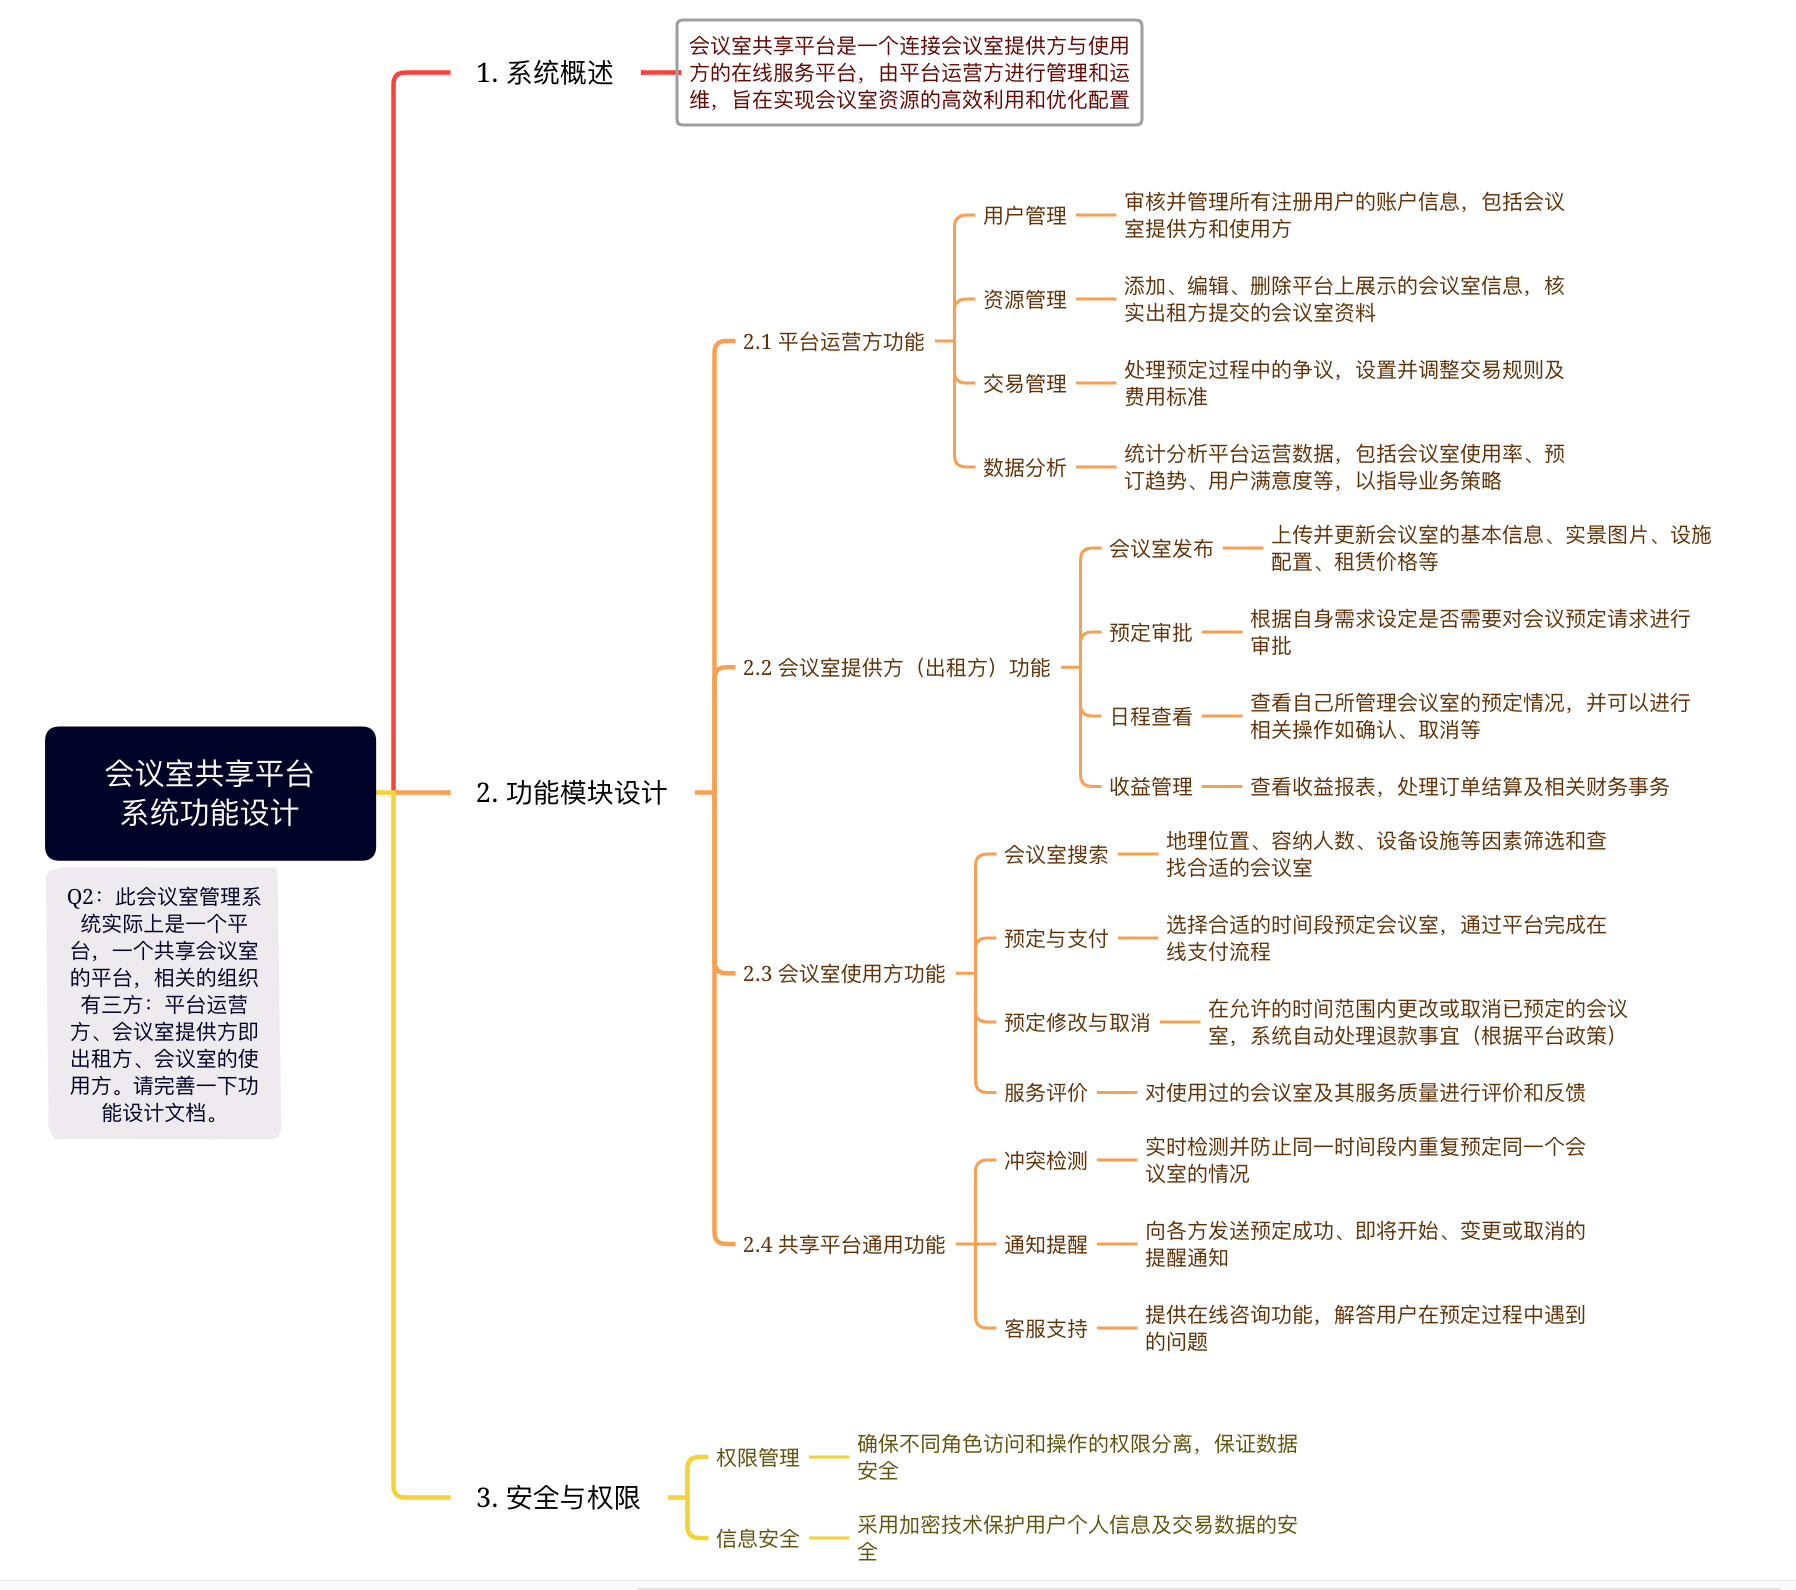 会议室共享平台
系统功能设计
Q2：此会议室管理系
统实际上是一个平
台，一个共享会议室
的平台，相关的组织
有三方：平台运营
方、会议室提供方即
出租方、会议室的使
用方。请完善一下功
能设计文档。
1. 系统概述
会议室共享平台是一个连接会议室提供方与使用
方的在线服务平台，由平台运营方进行管理和运
维，旨在实现会议室资源的高效利用和优化配置
2. 功能模块设计
2.1 平台运营方功能
用户管理
审核并管理所有注册用户的账户信息，包括会议
室提供方和使用方
资源管理
添加、编辑、删除平台上展示的会议室信息，核
实出租方提交的会议室资料
交易管理
处理预定过程中的争议，设置并调整交易规则及
费用标准
数据分析
统计分析平台运营数据，包括会议室使用率、预
订趋势、用户满意度等，以指导业务策略
2.2 会议室提供方（出租方）功能
会议室发布
上传并更新会议室的基本信息、实景图片、设施
配置、租赁价格等
预定审批
根据自身需求设定是否需要对会议预定请求进行
审批
日程查看
查看自己所管理会议室的预定情况，并可以进行
相关操作如确认、取消等
收益管理
查看收益报表，处理订单结算及相关财务事务
2.3 会议室使用方功能
会议室搜索
地理位置、容纳人数、设备设施等因素筛选和查
找合适的会议室
预定与支付
选择合适的时间段预定会议室，通过平台完成在
线支付流程
预定修改与取消
在允许的时间范围内更改或取消已预定的会议
室，系统自动处理退款事宜（根据平台政策）
服务评价
对使用过的会议室及其服务质量进行评价和反馈
2.4 共享平台通用功能
冲突检测
实时检测并防止同一时间段内重复预定同一个会
议室的情况
通知提醒
向各方发送预定成功、即将开始、变更或取消的
提醒通知
客服支持
提供在线咨询功能，解答用户在预定过程中遇到
的问题
3. 安全与权限
权限管理
确保不同角色访问和操作的权限分离，保证数据
安全
信息安全
采用加密技术保护用户个人信息及交易数据的安
全